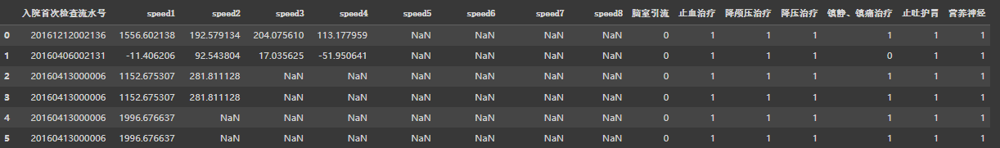 入院首次检查流水号 speed1 speed2 speed3 speed4 speed5 speed6 speed7 speed8 脑室引流 止血治疗 降颅压治疗 降压治疗 镇静、镇痛治疗 止吐护胃 营养神经
0 20161212002136 1556.602138 192.579134 204.075610 113.177959 NaN NaN NaN NaN 0 1 1 1 1 1 1
1 20160406002131 -11.406206 92.543804 17.035625 -51.950641 NaN NaN NaN NaN 0 1 1 1 0 1 1
2 20160413000006 1152.675307 281.811128 NaN NaN NaN NaN NaN NaN 0 1 1 1 1 1 1
3 20160413000006 1152.675307 281.811128 NaN NaN NaN NaN NaN NaN 0 1 1 1 1 1 1
4 20160413000006 1996.676637 NaN NaN NaN NaN NaN NaN NaN 0 1 1 1 1 1 1
5 20160413000006 1996.676637 NaN NaN NaN NaN NaN NaN NaN 0 1 1 1 1 1 1